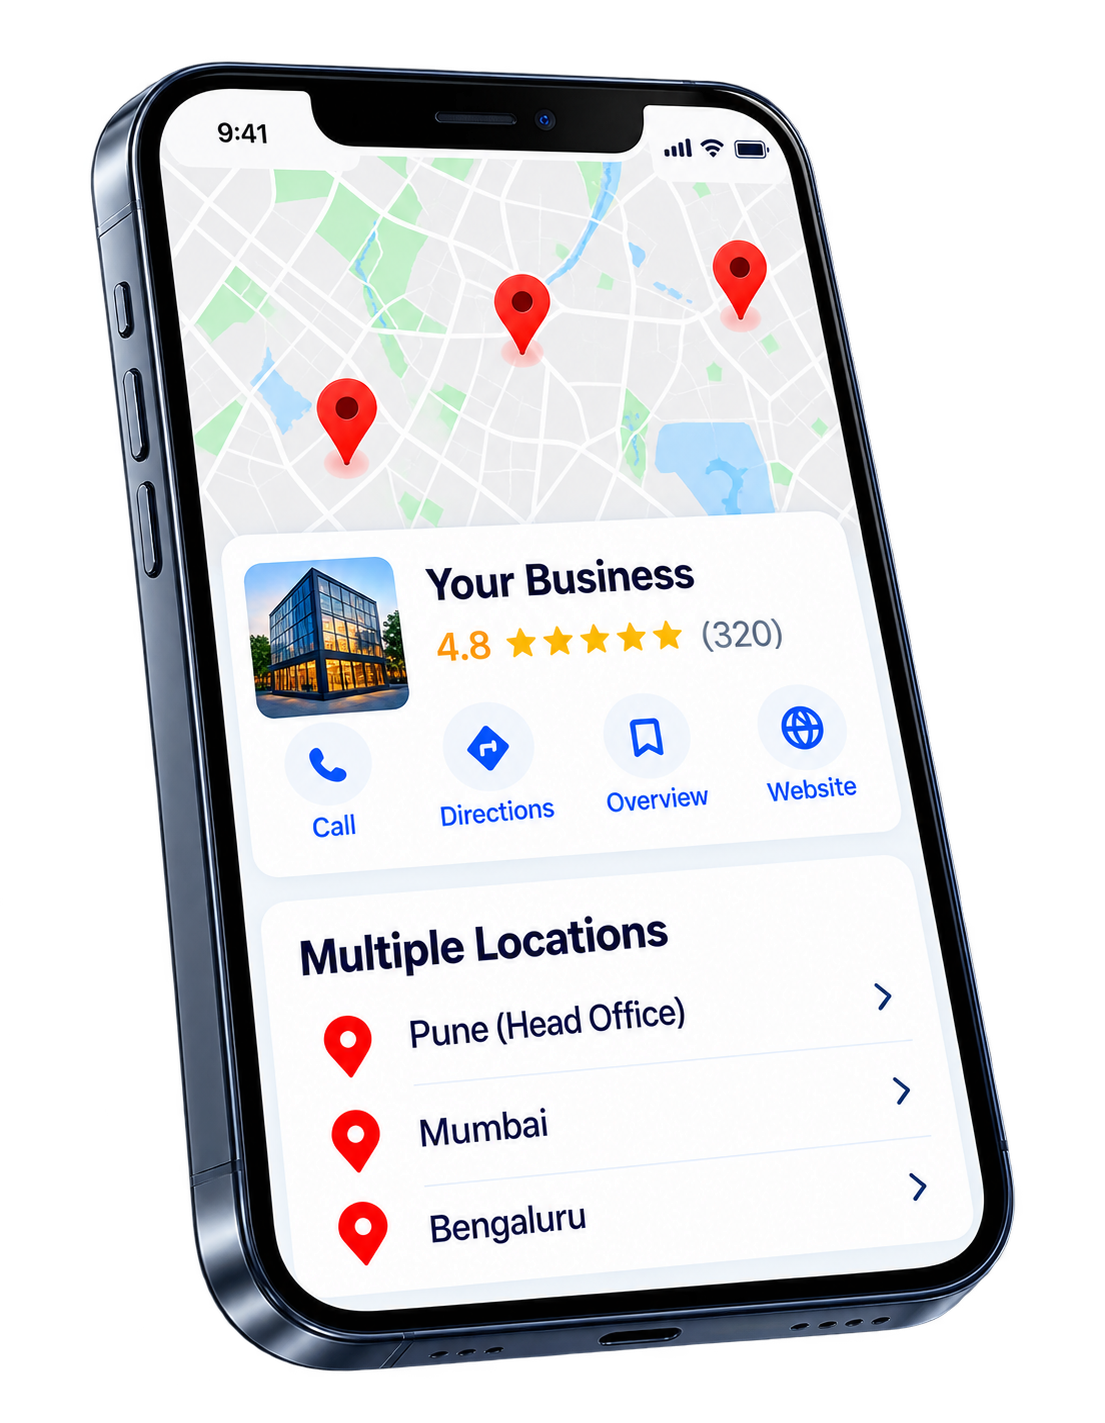 9:41
Your Business
4.8 ★★★★★ (320)
Call
Directions
Overview
Website
Multiple Locations
Pune (Head Office)
Mumbai
Bengaluru